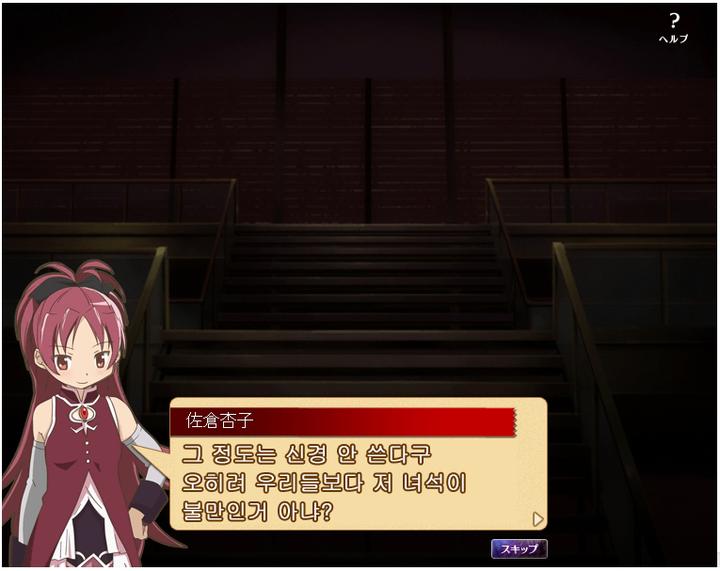 ?
ヘルプ
佐倉杏子
그 정도는 신경 안 쓴다구
오히려 우리들보다 저 녀석이
불만인거 아냐?
スキップ